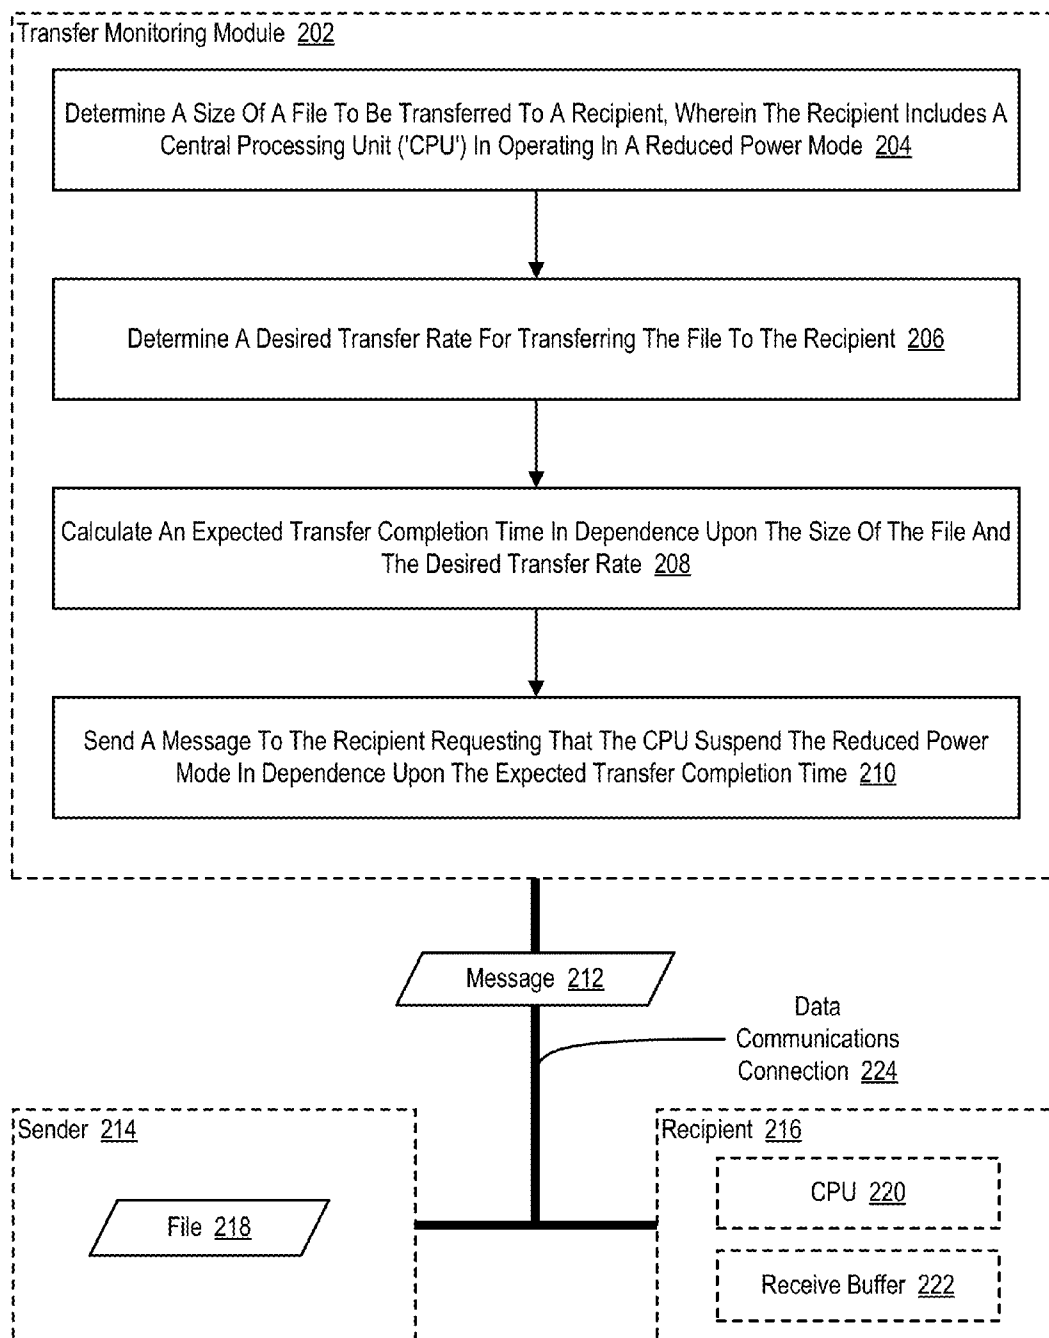 Transfer Monitoring Module 202
Determine A Size Of A File To Be Transferred To A Recipient, Wherein The Recipient Includes A
Central Processing Unit ('CPU') In Operating In A Reduced Power Mode 204
Determine A Desired Transfer Rate For Transferring The File To The Recipient 206
Calculate An Expected Transfer Completion Time In Dependence Upon The Size Of The File And
The Desired Transfer Rate 208
Send A Message To The Recipient Requesting That The CPU Suspend The Reduced Power
Mode In Dependence Upon The Expected Transfer Completion Time 210
Message 212
Data
Communications
Connection 224
Sender 214
File 218
Recipient 216
CPU 220
Receive Buffer 222